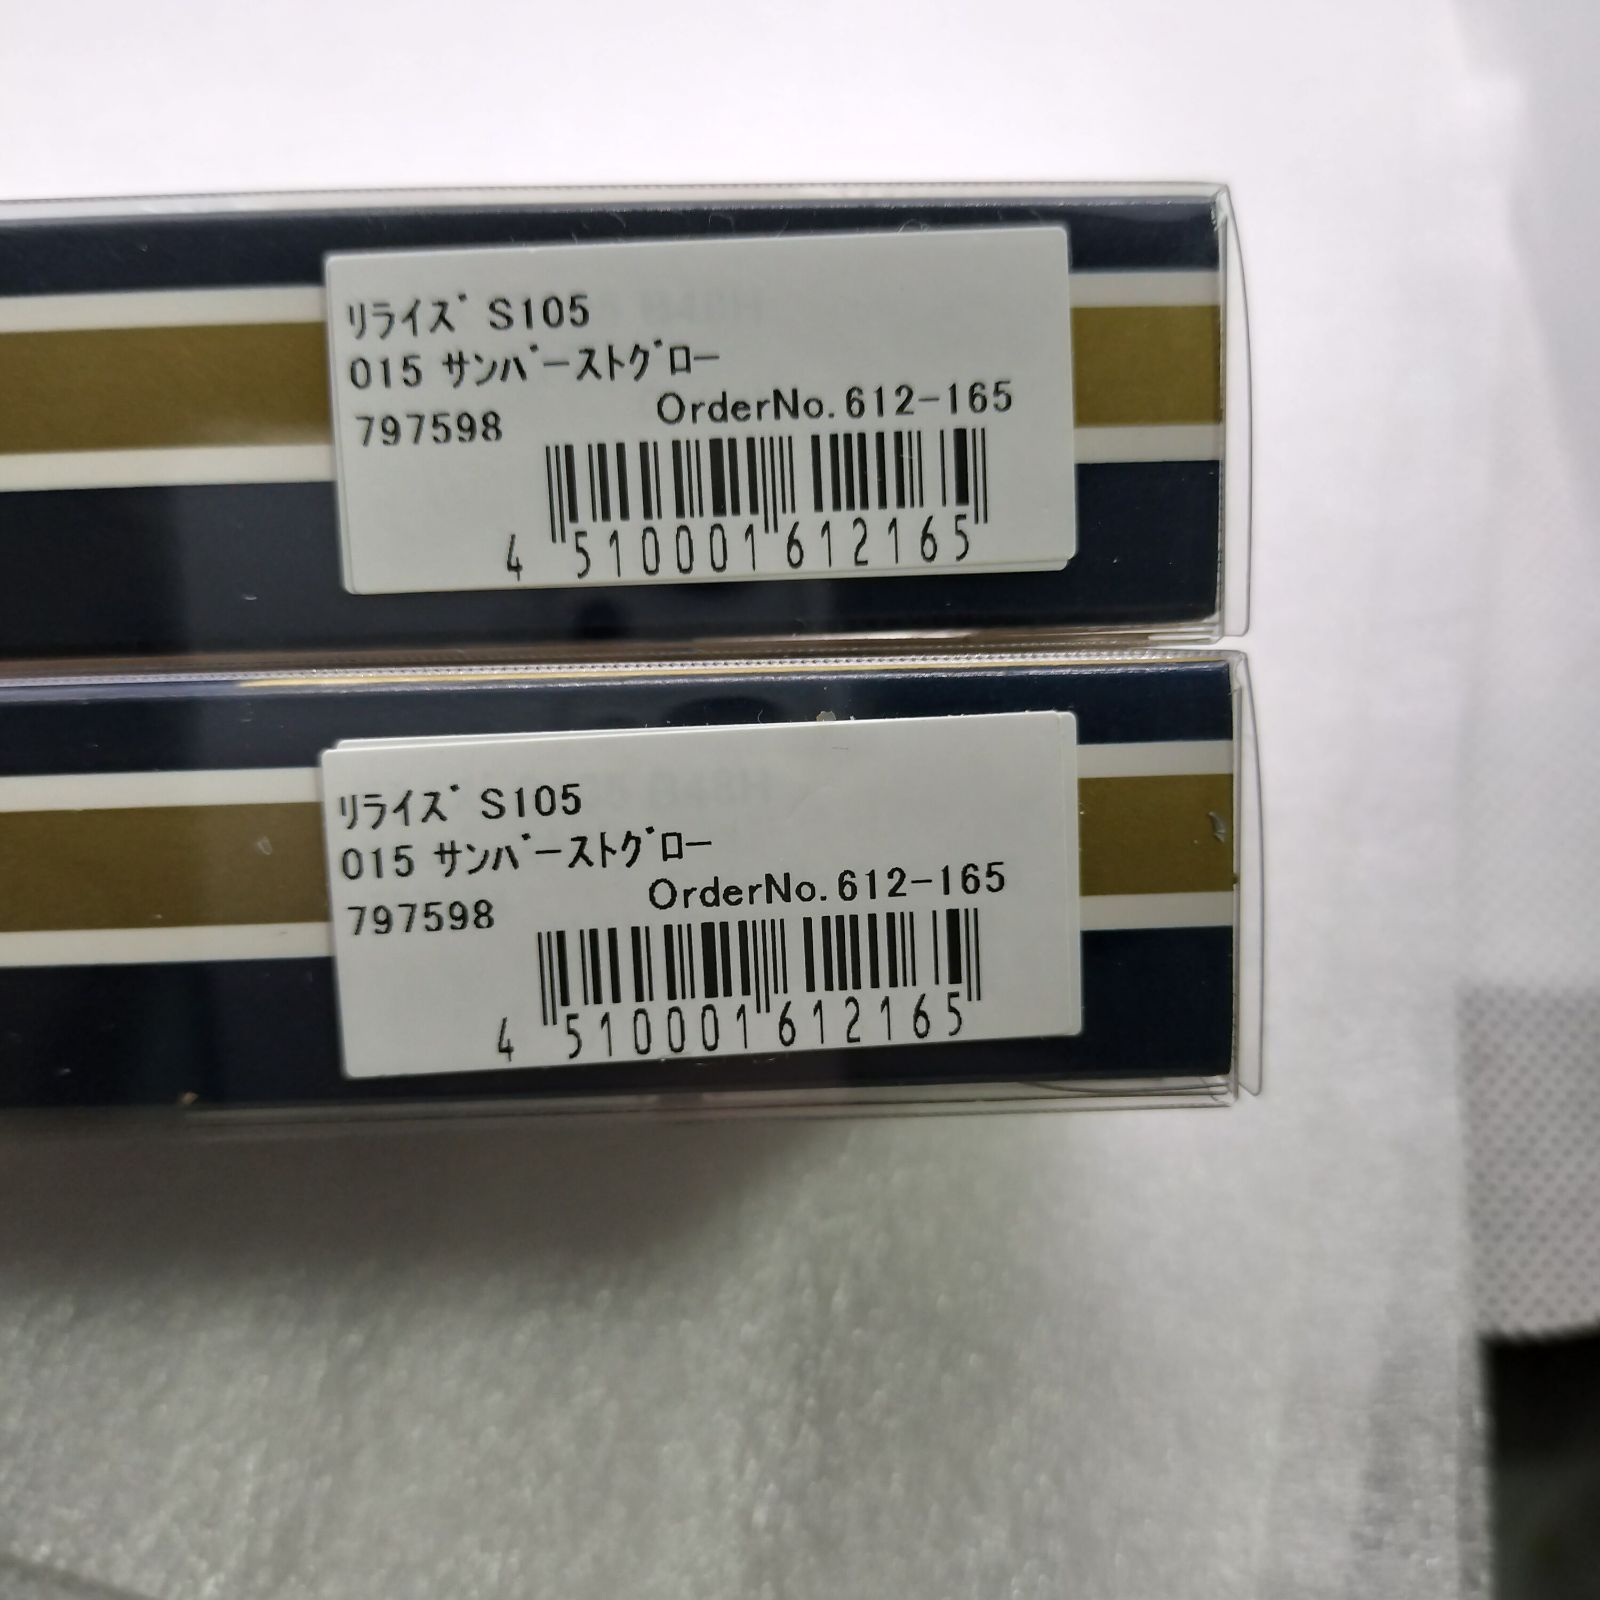 ﾘﾗｲｽﾞ S105
015 ｻﾝﾊﾞｰｽﾄｸﾞﾛｰ
OrderNo.612-165
797598
4 510001 612165
ﾘﾗｲｽﾞ S105
015 ｻﾝﾊﾞｰｽﾄｸﾞﾛｰ
OrderNo.612-165
797598
4 510001 612165